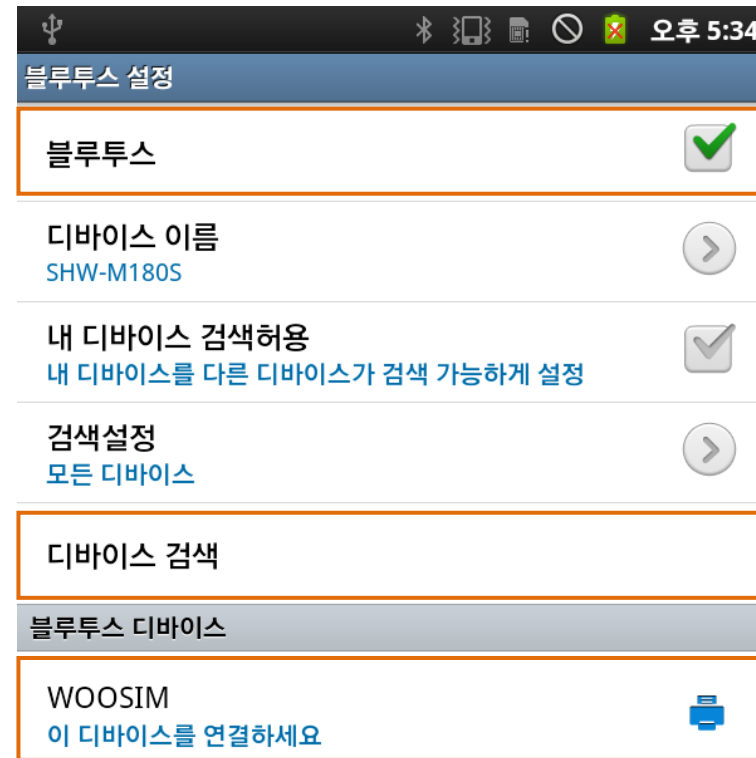 오후 5:34
블루투스 설정
블루투스
디바이스 이름
SHW-M180S
내 디바이스 검색허용
내 디바이스를 다른 디바이스가 검색 가능하게 설정
검색설정
모든 디바이스
디바이스 검색
블루투스 디바이스
WOOSIM
이 디바이스를 연결하세요